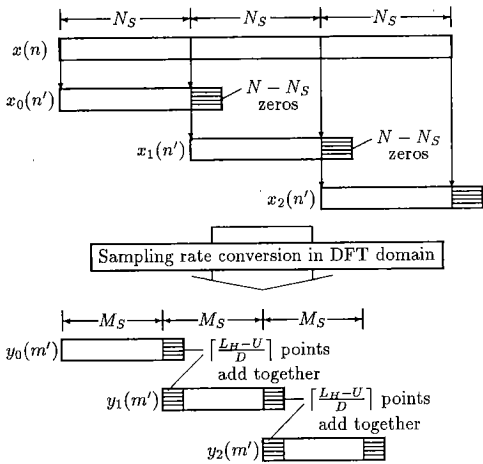 N_S N_S N_S
x(n)
x_0(n')
N − N_S
zeros
x_1(n')
N − N_S
zeros
x_2(n')
Sampling rate conversion in DFT domain
M_S M_S M_S
y_0(m')
⌈(L_H−U)/D⌉ points
add together
y_1(m')
⌈(L_H−U)/D⌉ points
add together
y_2(m')